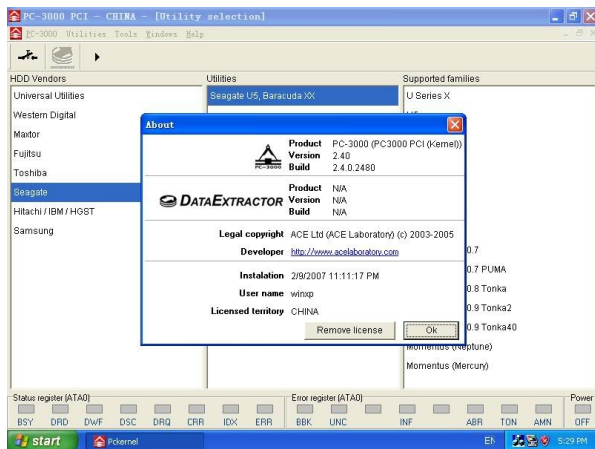 PC-3000 PCI - CHINA - [Utility selection]
PC-3000 Utilities Tools Windows Help
HDD Vendors
Utilities
Supported families
Universal Utilities
Western Digital
Maxtor
Fujitsu
Toshiba
Seagate
Hitachi / IBM / HGST
Samsung
Seagate U5, Baracuda XX
U Series X
About
Product PC-3000 (PC3000 PCI (Kernel))
Version 2.40
Build 2.4.0.2480
PC-3000
DATAEXTRACTOR
Product N/A
Version N/A
Build N/A
Legal copyright ACE Ltd (ACE Laboratory) (c) 2003-2005
Developer http://www.acelaboratory.com
Instalation 2/9/2007 11:11:17 PM
User name winxp
Licensed territory CHINA
Remove license
Ok
0.7
0.7 PUMA
0.8 Tonka
0.9 Tonka2
0.9 Tonka40
Momentus (Neptune)
Momentus (Mercury)
Status register (ATA0)
Error register (ATA0)
Power
BSY DRD DWF DSC DRQ CRR IDX ERR
BBK UNC INF ABR TON AMN
OFF
start
Pckernel
EN
5:29 PM